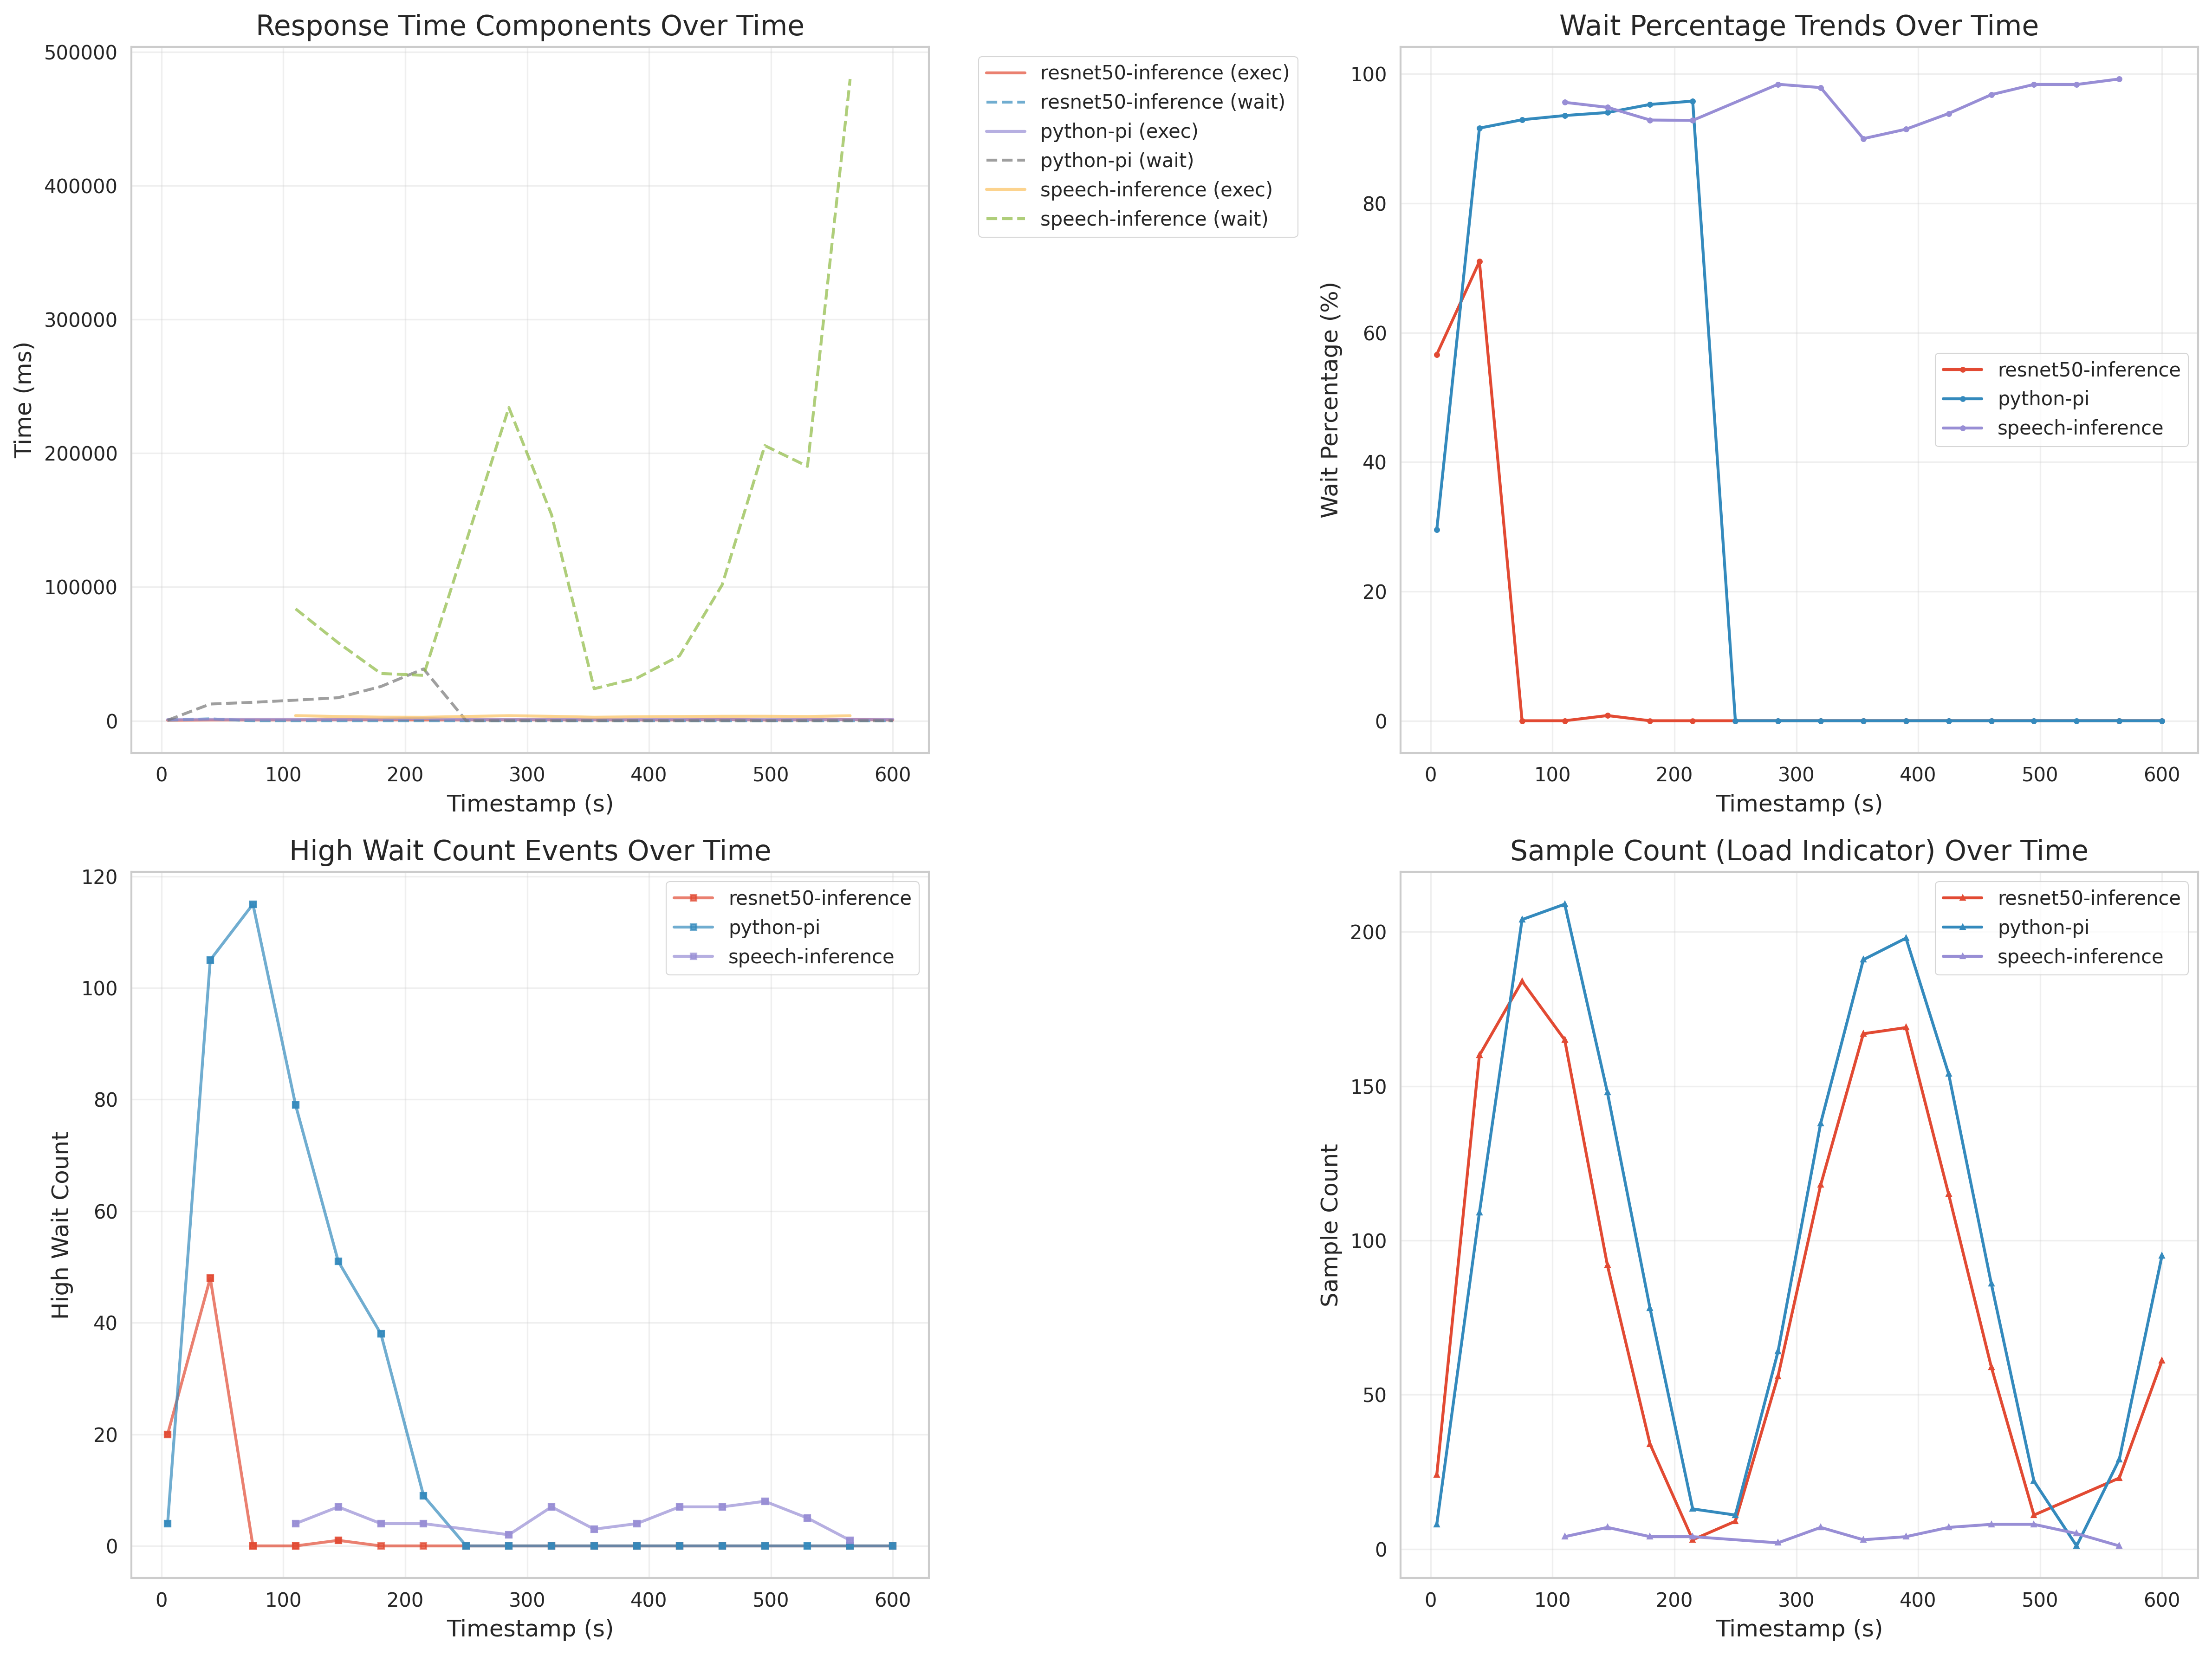 Response Time Components Over Time
500000
400000
300000
200000
100000
0
Time (ms)
0 100 200 300 400 500 600
Timestamp (s)
resnet50-inference (exec)
resnet50-inference (wait)
python-pi (exec)
python-pi (wait)
speech-inference (exec)
speech-inference (wait)
Wait Percentage Trends Over Time
100
80
60
40
20
0
Wait Percentage (%)
0 100 200 300 400 500 600
Timestamp (s)
resnet50-inference
python-pi
speech-inference
High Wait Count Events Over Time
120
100
80
60
40
20
0
High Wait Count
0 100 200 300 400 500 600
Timestamp (s)
resnet50-inference
python-pi
speech-inference
Sample Count (Load Indicator) Over Time
200
150
100
50
0
Sample Count
0 100 200 300 400 500 600
Timestamp (s)
resnet50-inference
python-pi
speech-inference